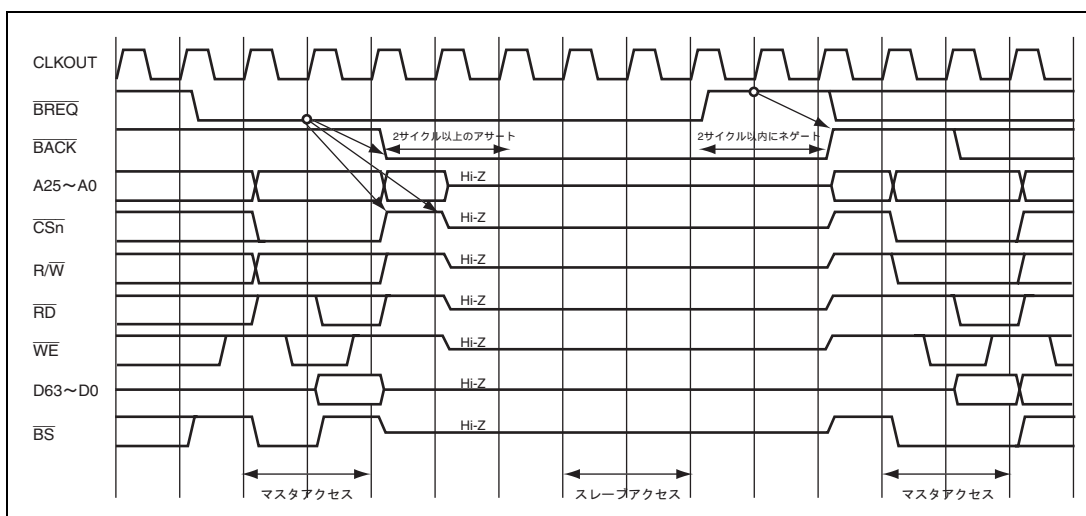 CLKOUT
BREQ
BACK
2サイクル以上のアサート
2サイクル以内にネゲート
A25～A0
Hi-Z
CSn
Hi-Z
R/W
Hi-Z
RD
Hi-Z
WE
Hi-Z
D63～D0
Hi-Z
BS
Hi-Z
マスタアクセス
スレーブアクセス
マスタアクセス